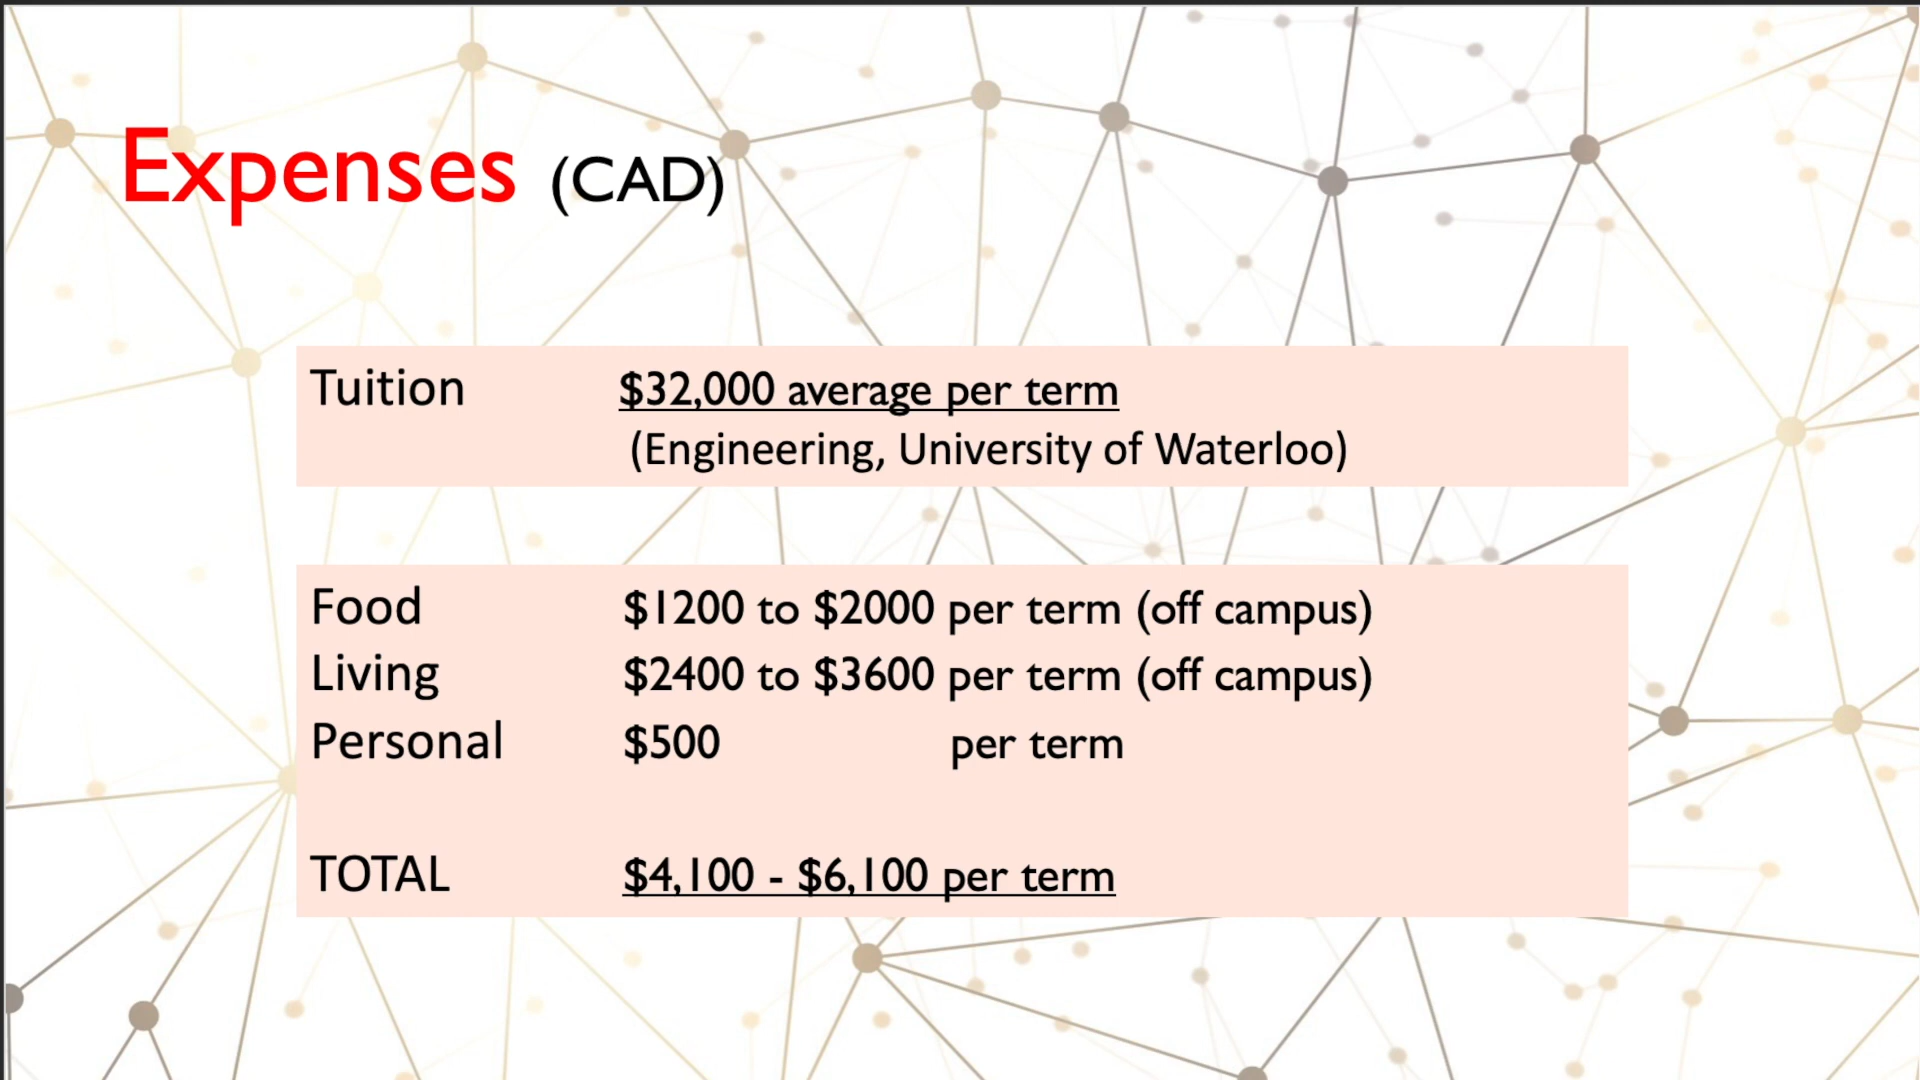 Expenses (CAD)
Tuition $32,000 average per term
(Engineering, University of Waterloo)
Food $1200 to $2000 per term (off campus)
Living $2400 to $3600 per term (off campus)
Personal $500 per term
TOTAL $4,100 - $6,100 per term